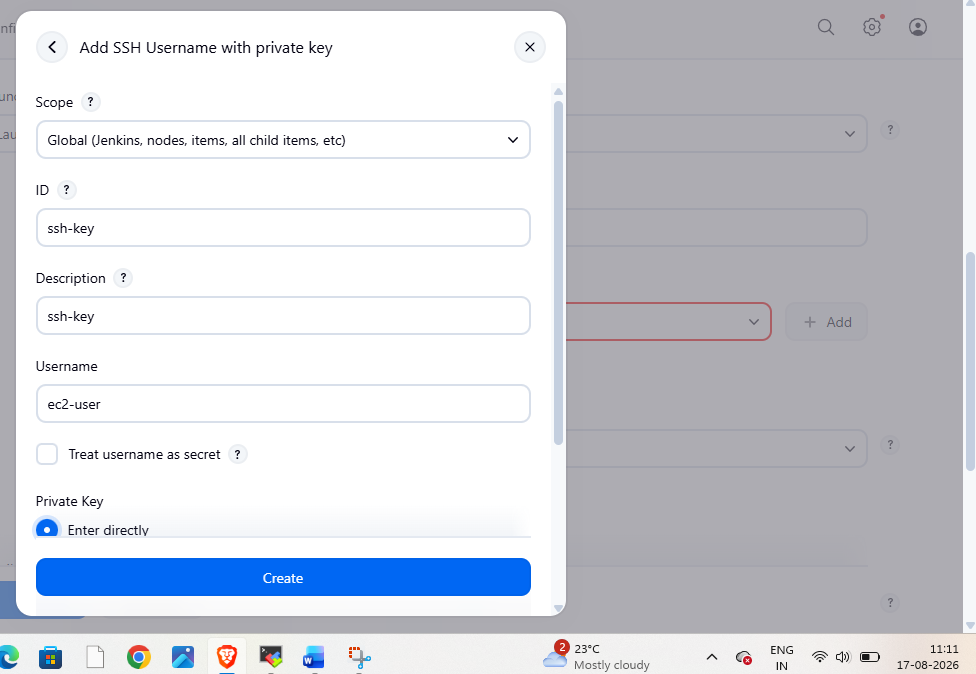 Add SSH Username with private key
Scope ?
Global (Jenkins, nodes, items, all child items, etc)
?
ID ?
ssh-key
Description ?
ssh-key
+ Add
Username
ec2-user
Treat username as secret ?
?
Private Key
Enter directly
Create
?
2
23°C
Mostly cloudy
ENG
IN
11:11
17-08-2026